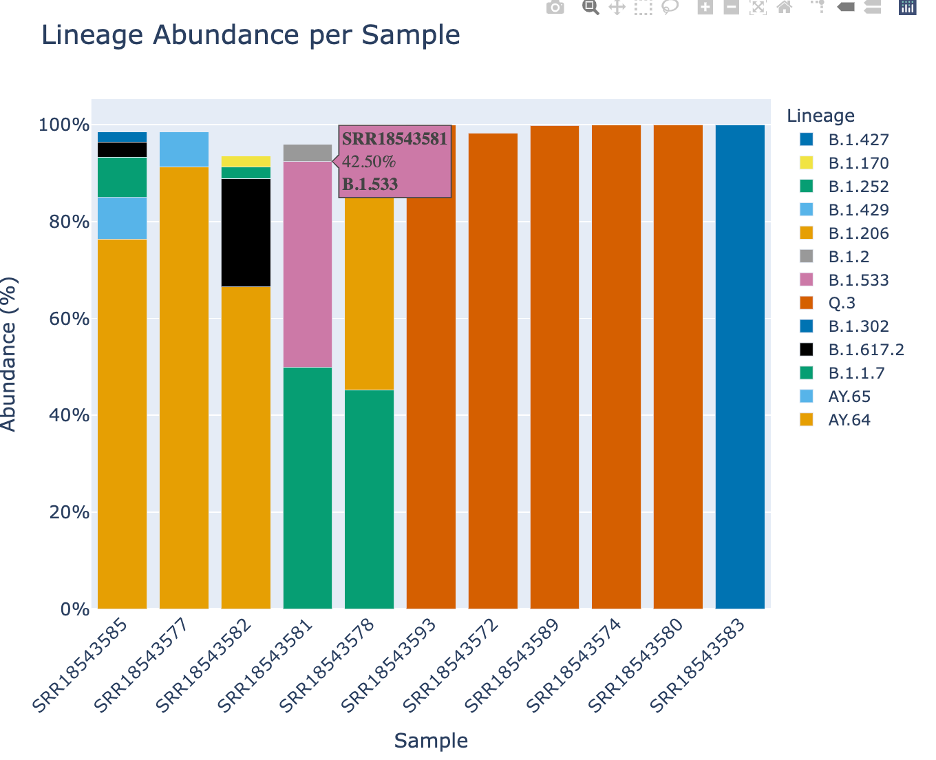 Lineage Abundance per Sample
Abundance (%)
100%
80%
60%
40%
20%
0%
SRR18543581
42.50%
B.1.533
SRR18543585
SRR18543577
SRR18543582
SRR18543581
SRR18543578
SRR18543593
SRR18543572
SRR18543589
SRR18543574
SRR18543580
SRR18543583
Sample
Lineage
B.1.427
B.1.170
B.1.252
B.1.429
B.1.206
B.1.2
B.1.533
Q.3
B.1.302
B.1.617.2
B.1.1.7
AY.65
AY.64